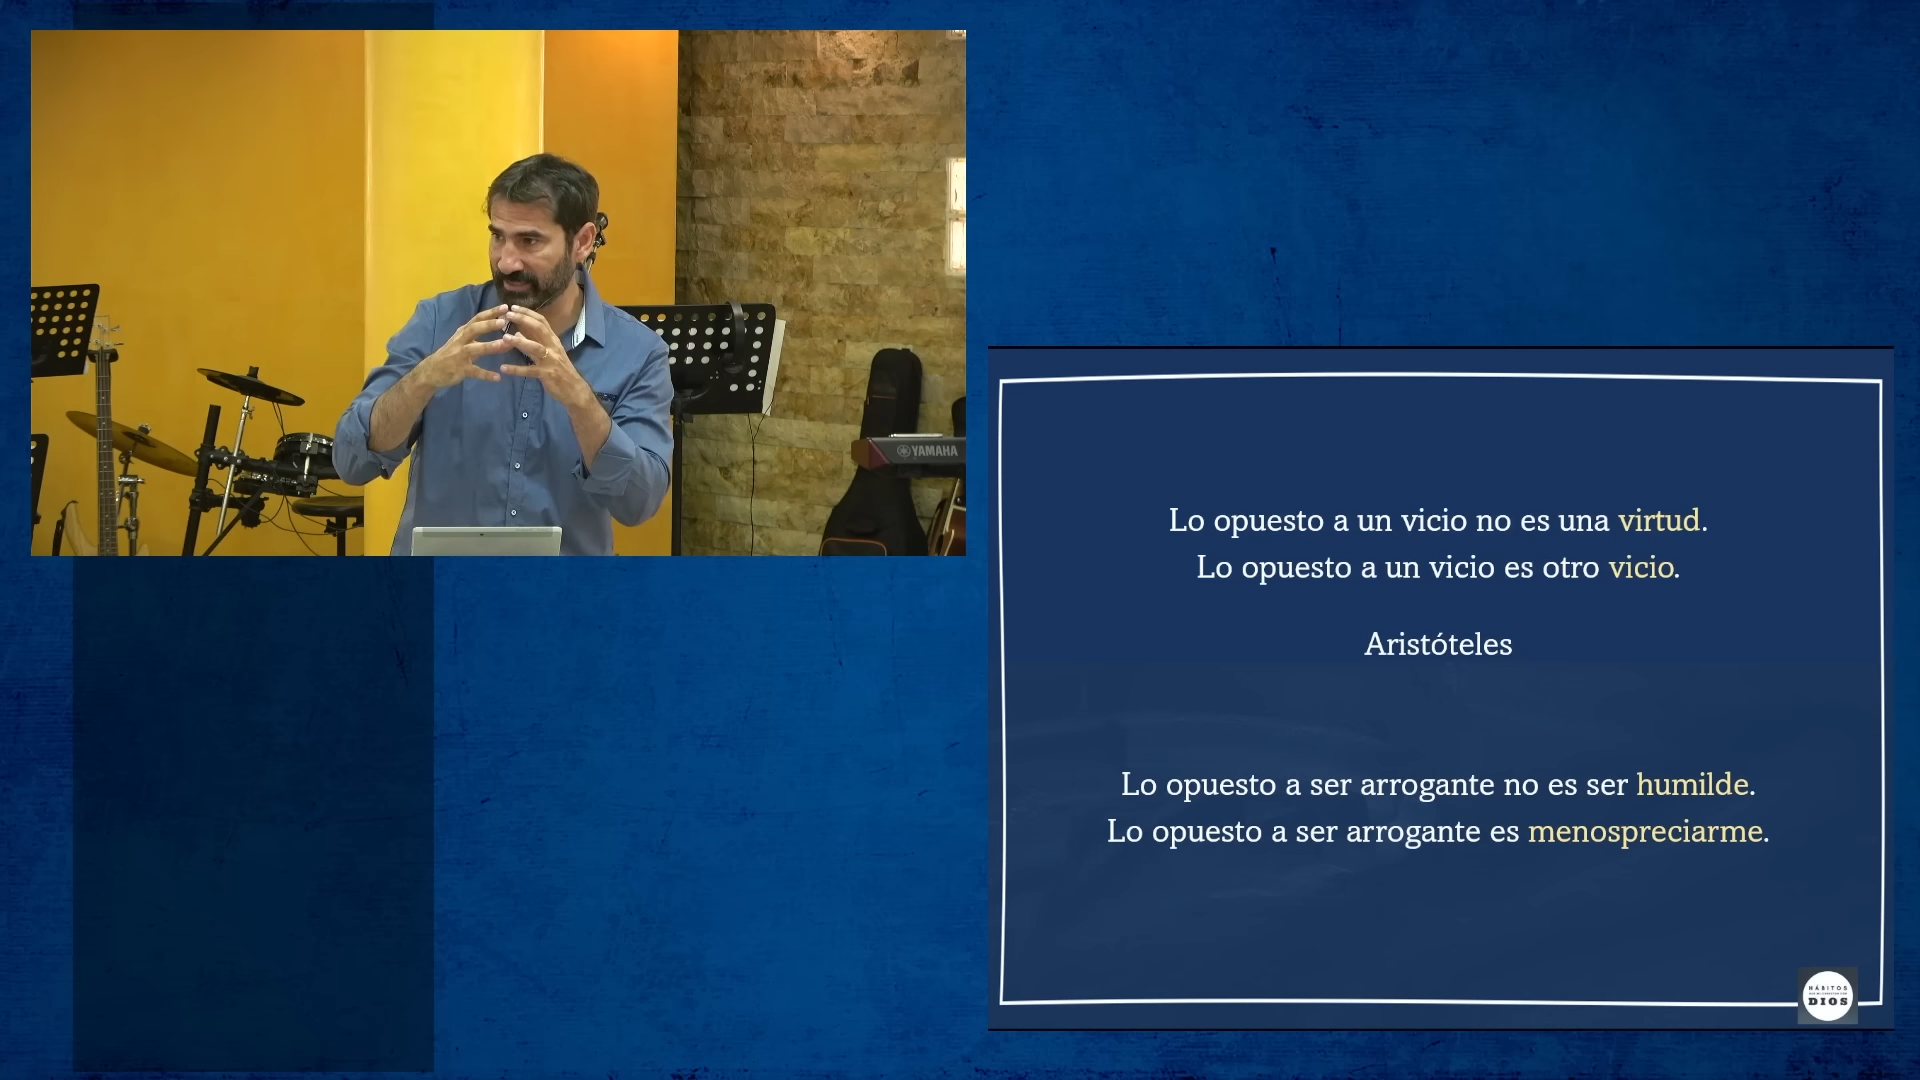 YAMAHA
Lo opuesto a un vicio no es una virtud.
Lo opuesto a un vicio es otro vicio.
Aristóteles
Lo opuesto a ser arrogante no es ser humilde.
Lo opuesto a ser arrogante es menospreciarme.
HÁBITOS
DIOS